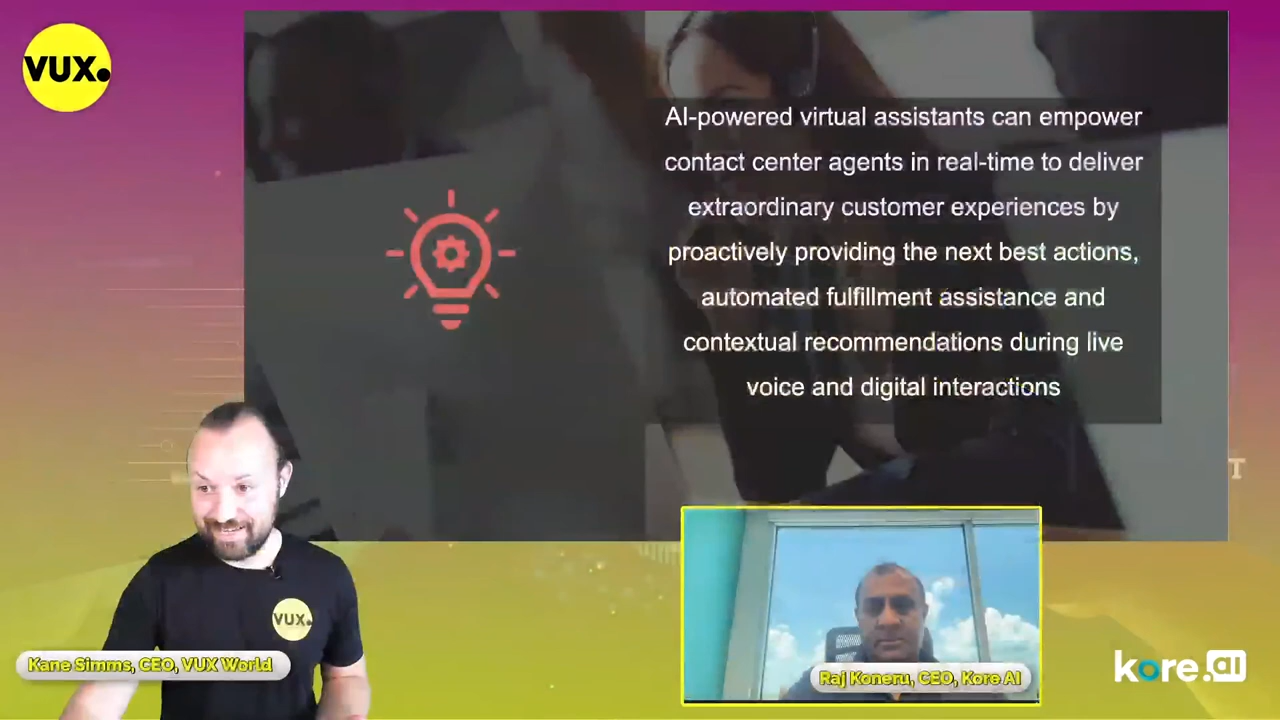 VUX.
AI-powered virtual assistants can empower
contact center agents in real-time to deliver
extraordinary customer experiences by
proactively providing the next best actions,
automated fulfillment assistance and
contextual recommendations during live
voice and digital interactions
T
VUX.
Kane Simms, CEO, VUX World
Raj Koneru, CEO, Kore AI
kore.ai